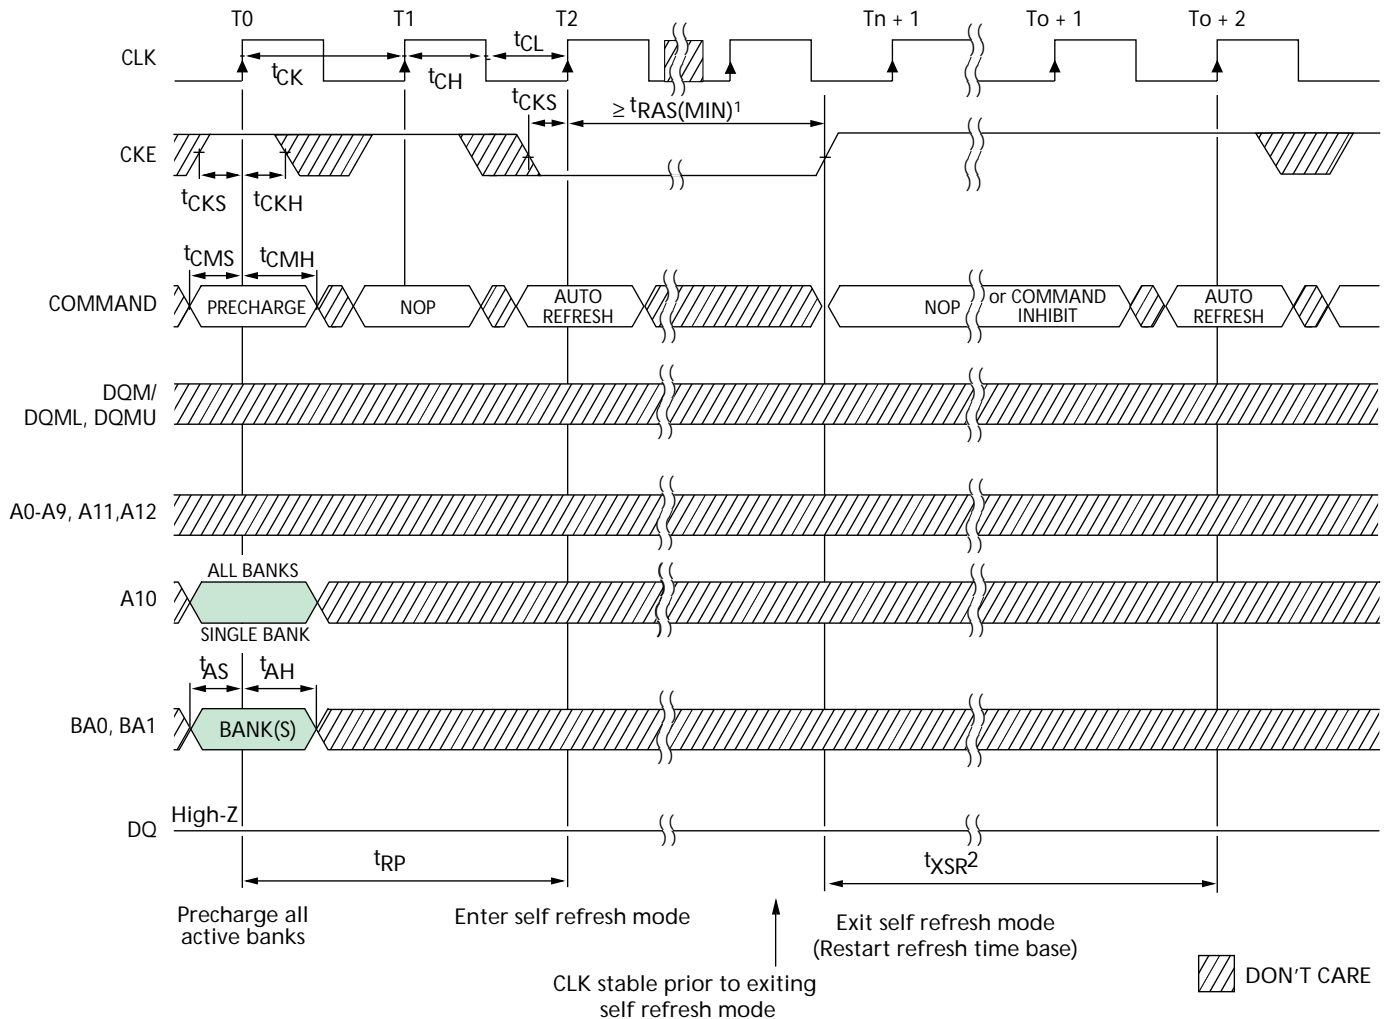 T0 T1 T2 Tn + 1 To + 1 To + 2
CLK
tCK tCH tCL
tCKS ≥ tRAS(MIN)1
CKE
tCKS tCKH
tCMS tCMH
COMMAND
PRECHARGE NOP AUTO REFRESH NOP or COMMAND INHIBIT AUTO REFRESH
DQM/
DQML, DQMU
A0-A9, A11,A12
ALL BANKS
A10
SINGLE BANK
tAS tAH
BA0, BA1 BANK(S)
High-Z
DQ
tRP tXSR2
Precharge all
active banks
Enter self refresh mode
CLK stable prior to exiting
self refresh mode
Exit self refresh mode
(Restart refresh time base)
DON'T CARE